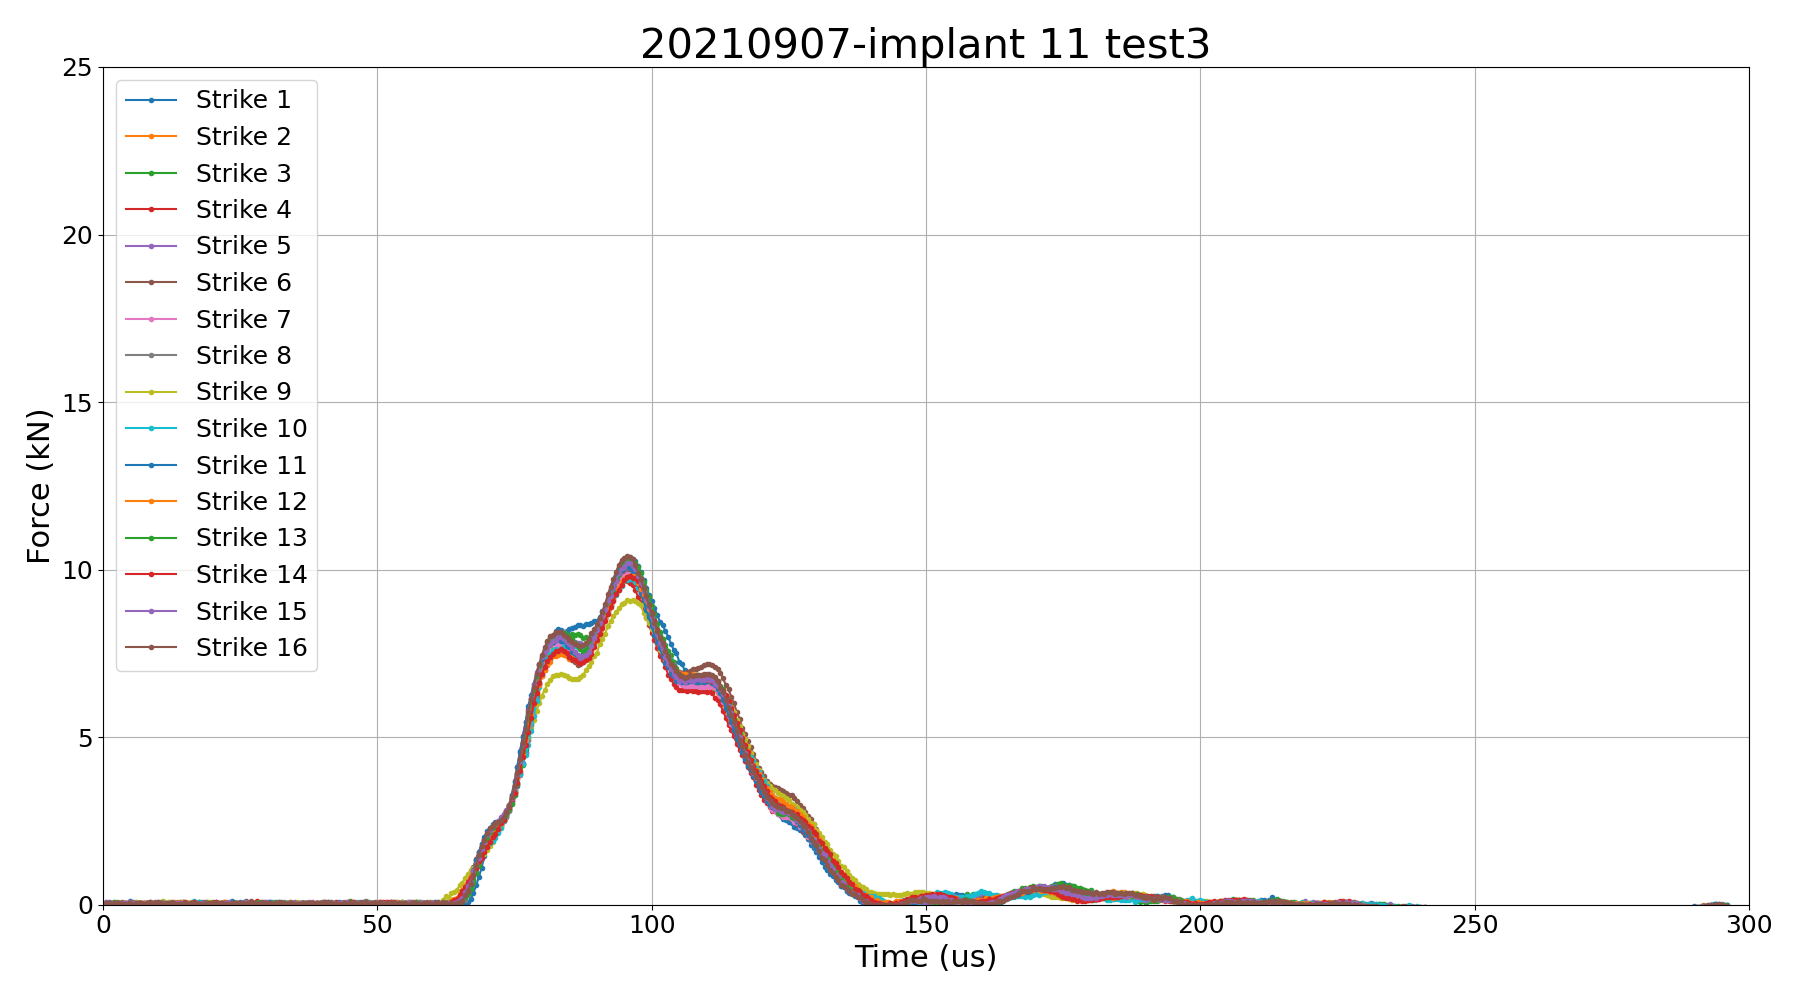 20210907-implant 11 test3
25
20
15
10
5
0
Force (kN)
Strike 1
Strike 2
Strike 3
Strike 4
Strike 5
Strike 6
Strike 7
Strike 8
Strike 9
Strike 10
Strike 11
Strike 12
Strike 13
Strike 14
Strike 15
Strike 16
0 50 100 150 200 250 300
Time (us)